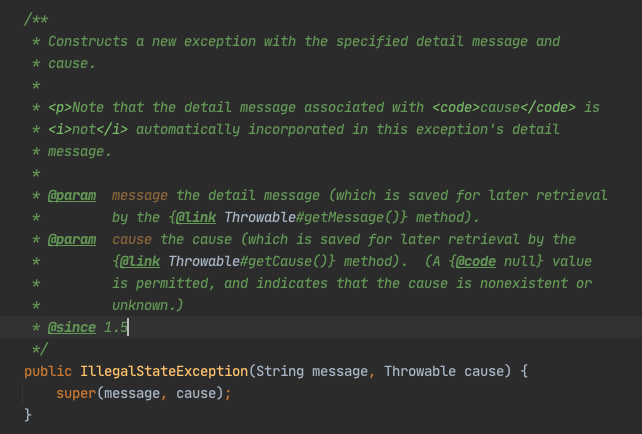 /**
 * Constructs a new exception with the specified detail message and
 * cause.
 *
 * <p>Note that the detail message associated with <code>cause</code> is
 * <i>not</i> automatically incorporated in this exception's detail
 * message.
 *
 * @param  message the detail message (which is saved for later retrieval
 *         by the {@link Throwable#getMessage()} method).
 * @param  cause the cause (which is saved for later retrieval by the
 *         {@link Throwable#getCause()} method).  (A {@code null} value
 *         is permitted, and indicates that the cause is nonexistent or
 *         unknown.)
 * @since 1.5
 */
public IllegalStateException(String message, Throwable cause) {
    super(message, cause);
}